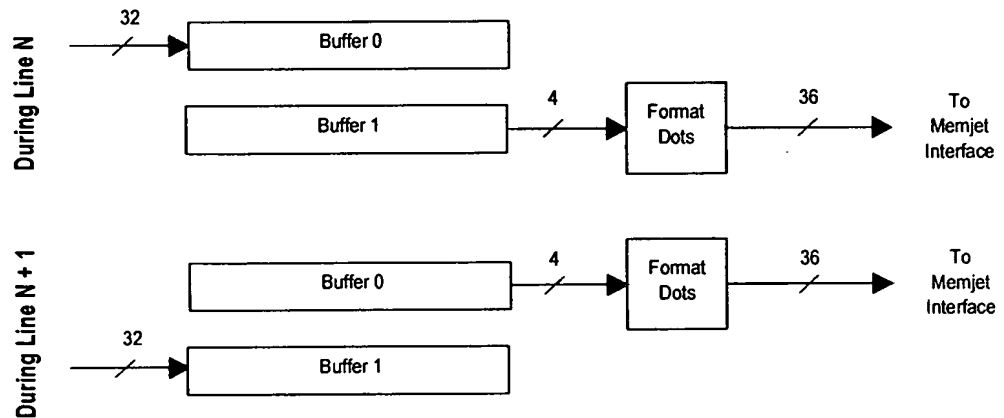 During Line N
32
Buffer 0
Buffer 1
4
Format
Dots
36
To
Memjet
Interface
During Line N + 1
Buffer 0
4
Format
Dots
36
To
Memjet
Interface
32
Buffer 1